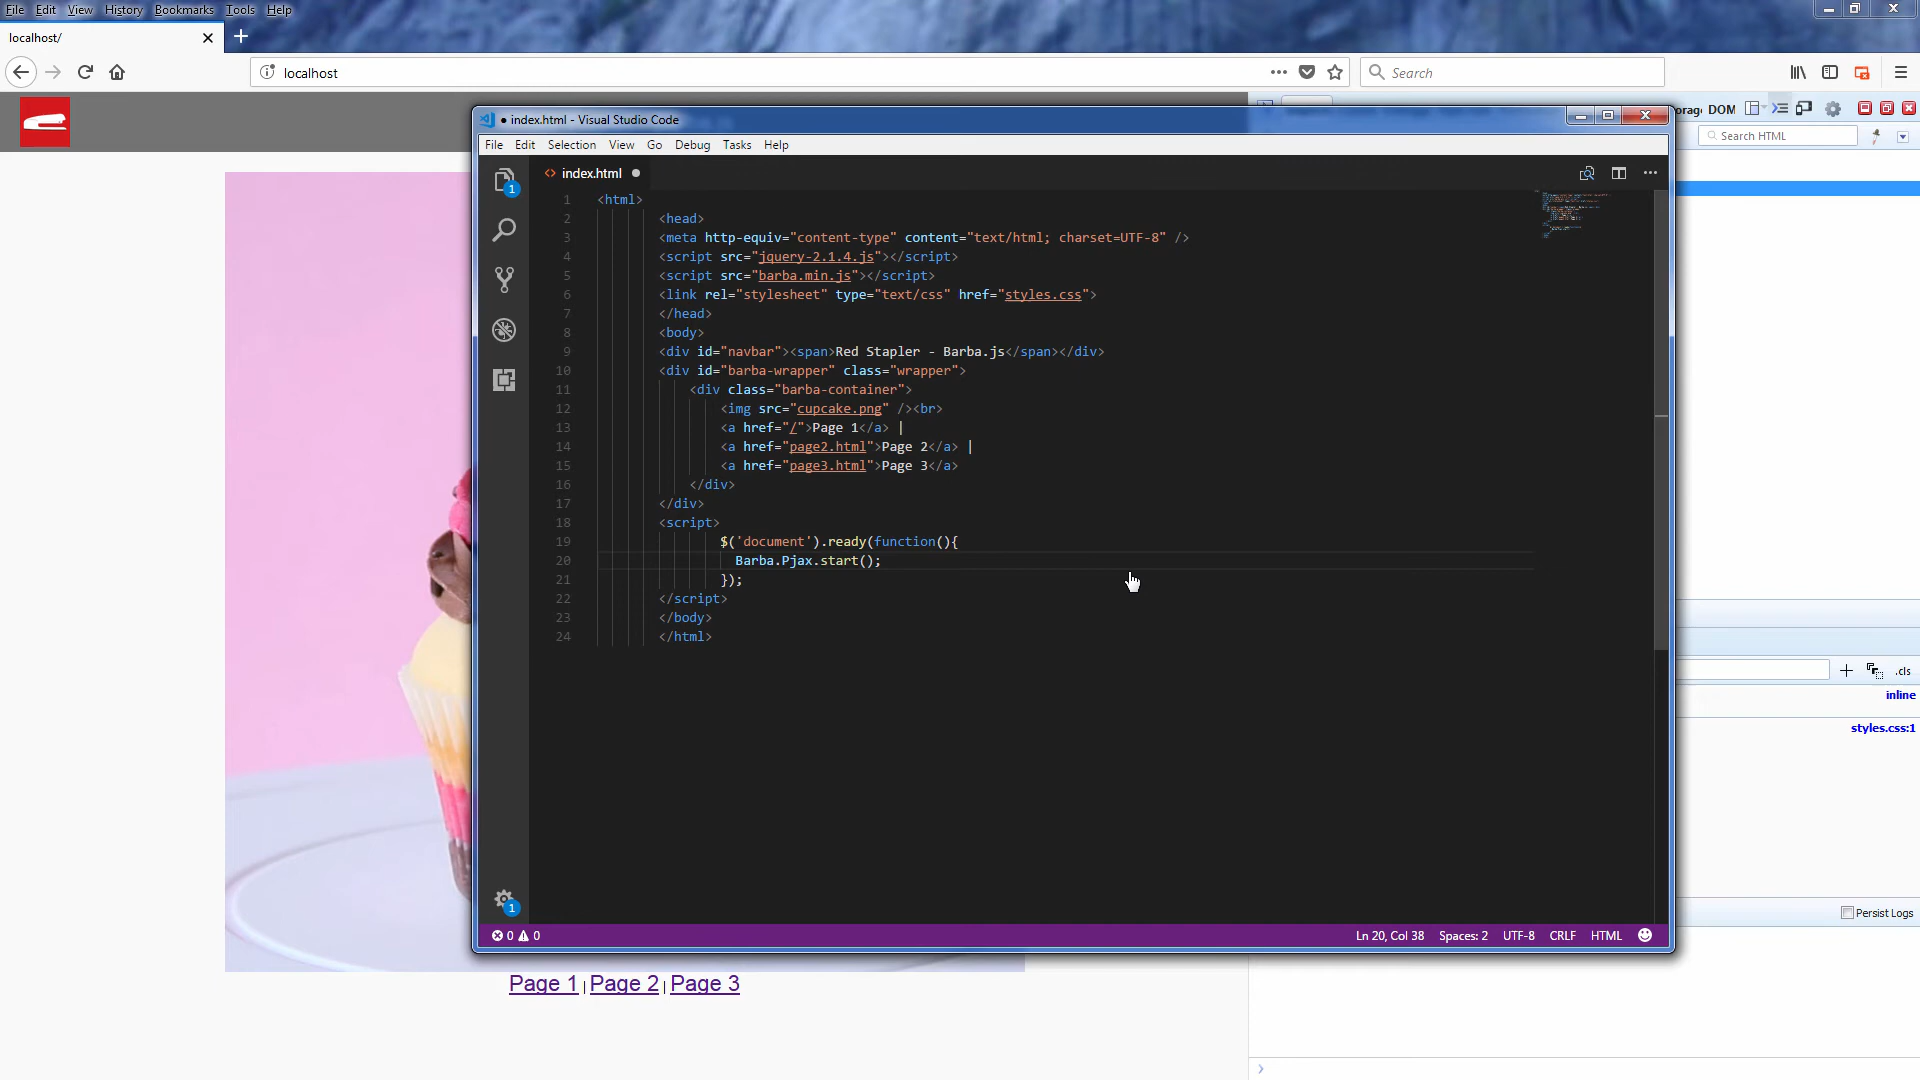 File Edit View History Bookmarks Tools Help
localhost/
localhost
Search
DOM
Search HTML
● index.html - Visual Studio Code
File Edit Selection View Go Debug Tasks Help
1
<> index.html ●
1 <html>
2 <head>
3 <meta http-equiv="content-type" content="text/html; charset=UTF-8" />
4 <script src="jquery-2.1.4.js"></script>
5 <script src="barba.min.js"></script>
6 <link rel="stylesheet" type="text/css" href="styles.css">
7 </head>
8 <body>
9 <div id="navbar"><span>Red Stapler - Barba.js</span></div>
10 <div id="barba-wrapper" class="wrapper">
11 <div class="barba-container">
12 <img src="cupcake.png" /><br>
13 <a href="/">Page 1</a> |
14 <a href="page2.html">Page 2</a> |
15 <a href="page3.html">Page 3</a>
16 </div>
17 </div>
18 <script>
19 $('document').ready(function(){
20 Barba.Pjax.start();
21 });
22 </script>
23 </body>
24 </html>
.cls
inline
styles.css:1
1
Persist Logs
0 0 Ln 20, Col 38 Spaces: 2 UTF-8 CRLF HTML
Page 1 | Page 2 | Page 3